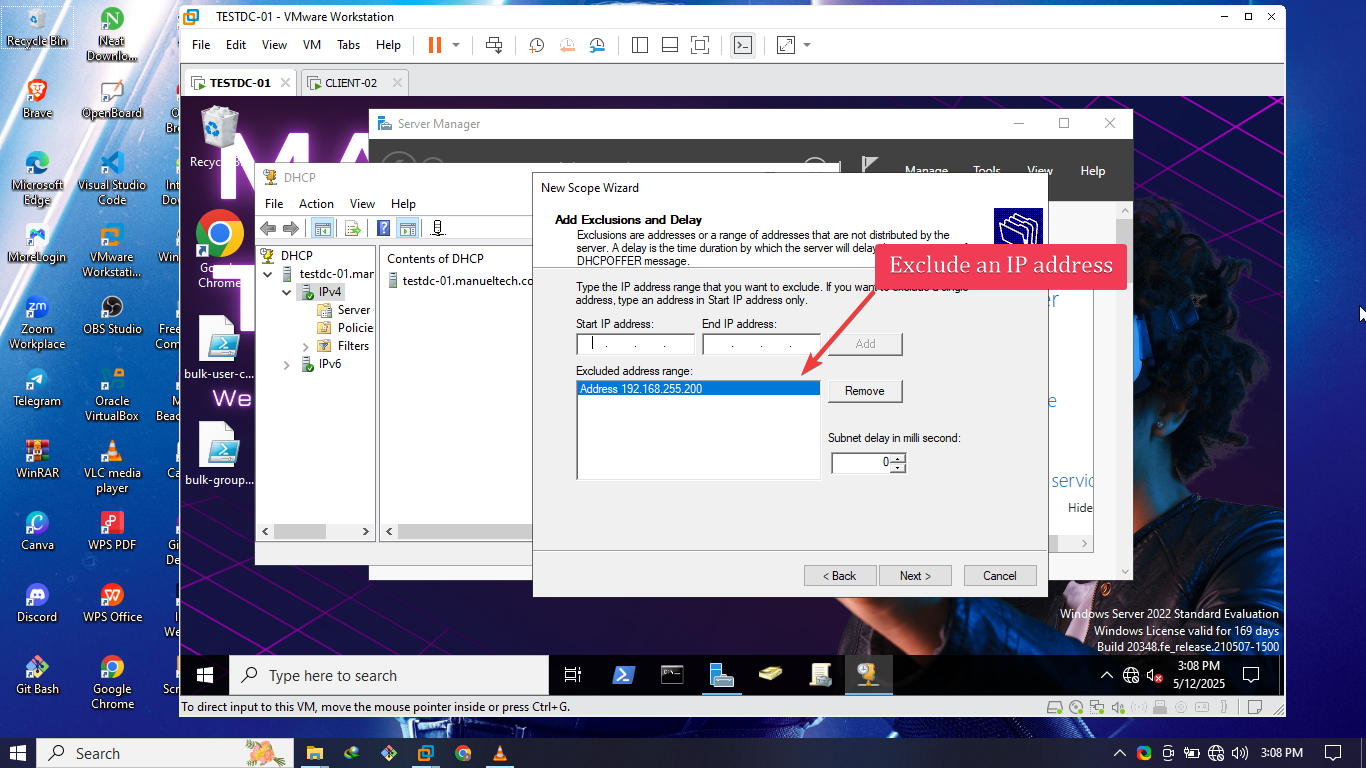 Recycle Bin
Neat
Downlo...
Brave
OpenBoard
Microsoft
Edge
Visual Studio
Code
MoreLogin
VMware
Workstati...
Zoom
Workplace
OBS Studio
Telegram
Oracle
VirtualBox
WinRAR
VLC media
player
Canva
WPS PDF
Discord
WPS Office
Git Bash
Google
Chrome
TESTDC-01 - VMware Workstation
File Edit View VM Tabs Help
TESTDC-01
CLIENT-02
Server Manager
Manage Tools View Help
DHCP
File Action View Help
DHCP
testdc-01.mar
IPv4
Server
Policie
Filters
IPv6
Contents of DHCP
testdc-01.manueltech.co
New Scope Wizard
Add Exclusions and Delay
Exclusions are addresses or a range of addresses that are not distributed by the
server. A delay is the time duration by which the server will delay
DHCPOFFER message.
Exclude an IP address
Type the IP address range that you want to exclude. If you want to exclude a single
address, type an address in Start IP address only.
Start IP address: End IP address:
Add
Excluded address range:
Address 192.168.255.200
Remove
Subnet delay in milli second:
0
< Back Next > Cancel
Hide
bulk-user-c...
bulk-group...
We
Windows Server 2022 Standard Evaluation
Windows License valid for 169 days
Build 20348.fe_release.210507-1500
Type here to search
3:08 PM
5/12/2025
To direct input to this VM, move the mouse pointer inside or press Ctrl+G.
Search
3:08 PM